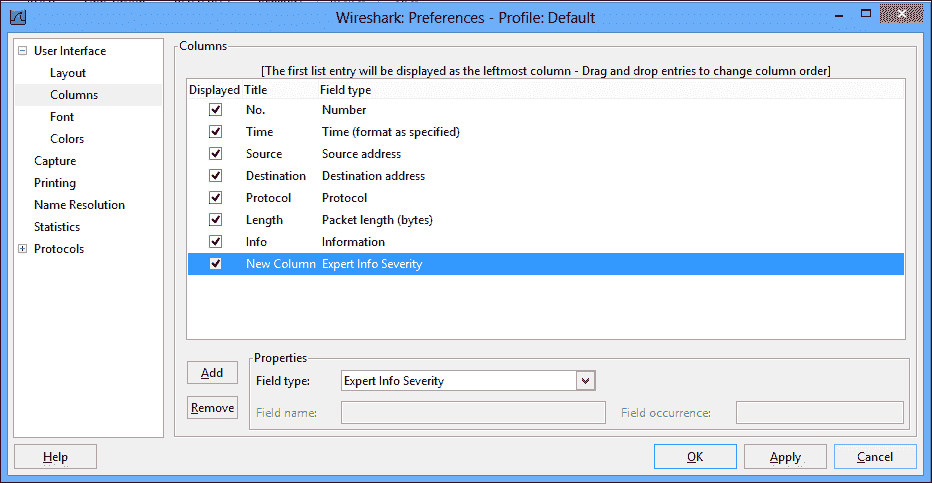 Wireshark: Preferences - Profile: Default
User Interface
Layout
Columns
Font
Colors
Capture
Printing
Name Resolution
Statistics
Protocols
Columns
[The first list entry will be displayed as the leftmost column - Drag and drop entries to change column order]
Displayed Title Field type
No. Number
Time Time (format as specified)
Source Source address
Destination Destination address
Protocol Protocol
Length Packet length (bytes)
Info Information
New Column Expert Info Severity
Add
Remove
Properties
Field type: Expert Info Severity
Field name: Field occurrence:
Help OK Apply Cancel